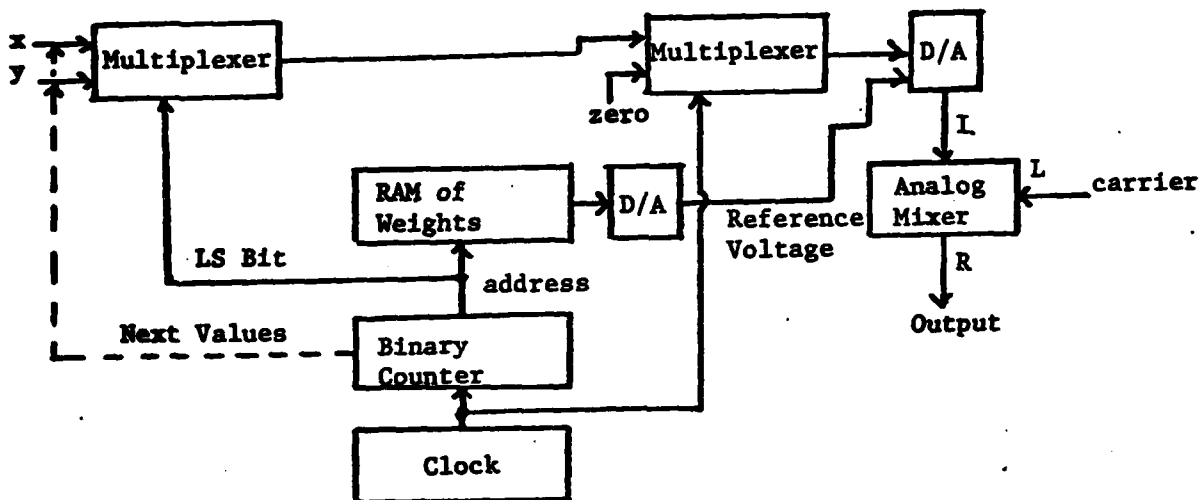 x
y
Multiplexer
Multiplexer
D/A
zero
I
L
carrier
Analog
Mixer
RAM of
Weights
D/A
Reference
Voltage
R
Output
LS Bit
address
Next Values
Binary
Counter
Clock